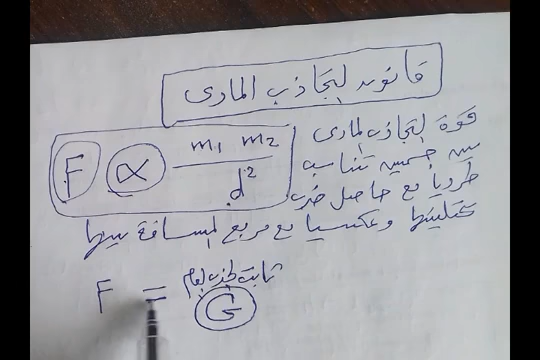 قانون التجاذب المادى
قوة التجاذب المادى
F ∝ m₁ m₂ / d²
بين جسمين تتناسب
طرديا مع حاصل ضرب
كتلتيهما وعكسيا مع مربع المسافة بينهما
ثابت الجذب العام
F = G